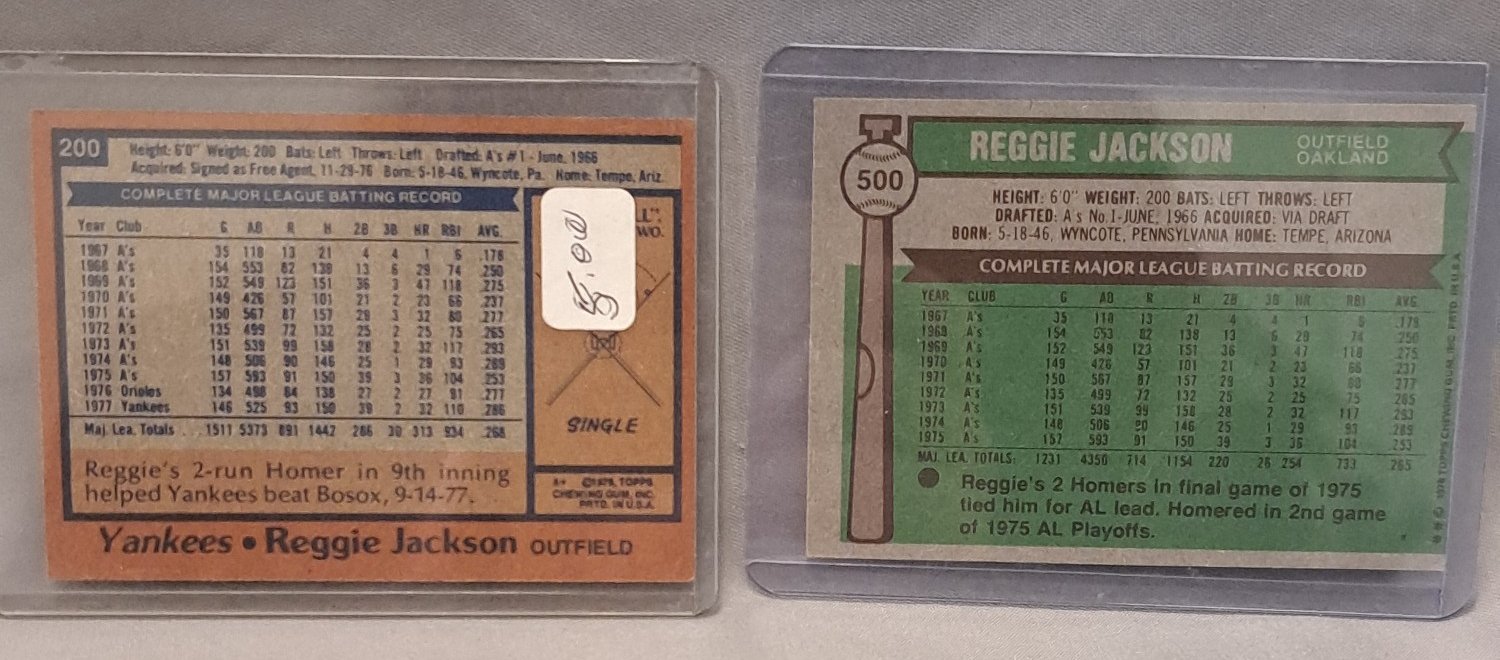 200
Height: 6'0" Weight: 200 Bats: Left Throws: Left Drafted: A's #1 - June, 1966
Acquired: Signed as Free Agent, 11-29-76 Born: 5-18-46, Wyncote, Pa. Home: Tempe, Ariz.
COMPLETE MAJOR LEAGUE BATTING RECORD
Year Club G AB R H 2B 3B HR RBI AVG.
1967 A's 35 118 13 21 4 4 1 6 .178
1968 A's 154 553 82 138 13 6 29 74 .250
1969 A's 152 549 123 151 36 3 47 118 .275
1970 A's 149 426 57 101 21 2 23 66 .237
1971 A's 150 567 87 157 29 3 32 80 .277
1972 A's 135 499 72 132 25 2 25 75 .265
1973 A's 151 539 99 158 28 2 32 117 .293
1974 A's 148 506 90 146 25 1 29 93 .289
1975 A's 157 593 91 150 39 3 36 104 .253
1976 Orioles 134 498 84 138 27 2 27 91 .277
1977 Yankees 146 525 93 150 39 2 32 110 .286
Maj. Lea. Totals ... 1511 5373 891 1442 286 30 313 934 .268
Reggie's 2-run Homer in 9th inning
helped Yankees beat Bosox, 9-14-77.
LL".
WO.
8.00
SINGLE
©1978, TOPPS
CHEWING GUM, INC.
PRTD. IN U.S.A.
Yankees • Reggie Jackson OUTFIELD
500
REGGIE JACKSON
OUTFIELD
OAKLAND
HEIGHT: 6'0" WEIGHT: 200 BATS: LEFT THROWS: LEFT
DRAFTED: A's No.1-JUNE, 1966 ACQUIRED: VIA DRAFT
BORN: 5-18-46, WYNCOTE, PENNSYLVANIA HOME: TEMPE, ARIZONA
COMPLETE MAJOR LEAGUE BATTING RECORD
YEAR CLUB G AB R H 2B 3B HR RBI AVG.
1967 A's 35 118 13 21 4 4 1 6 .178
1968 A's 154 553 82 138 13 6 29 74 .250
1969 A's 152 549 123 151 36 3 47 118 .275
1970 A's 149 426 57 101 21 2 23 66 .237
1971 A's 150 567 87 157 29 3 32 80 .277
1972 A's 135 499 72 132 25 2 25 75 .265
1973 A's 151 539 99 158 28 2 32 117 .293
1974 A's 148 506 90 146 25 1 29 93 .289
1975 A's 157 593 91 150 39 3 36 104 .253
MAJ. LEA. TOTALS: 1231 4350 714 1154 220 26 254 733 .265
Reggie's 2 Homers in final game of 1975
tied him for AL lead. Homered in 2nd game
of 1975 AL Playoffs.
© 1976 TOPPS CHEWING GUM, INC. PRTD. IN U.S.A.